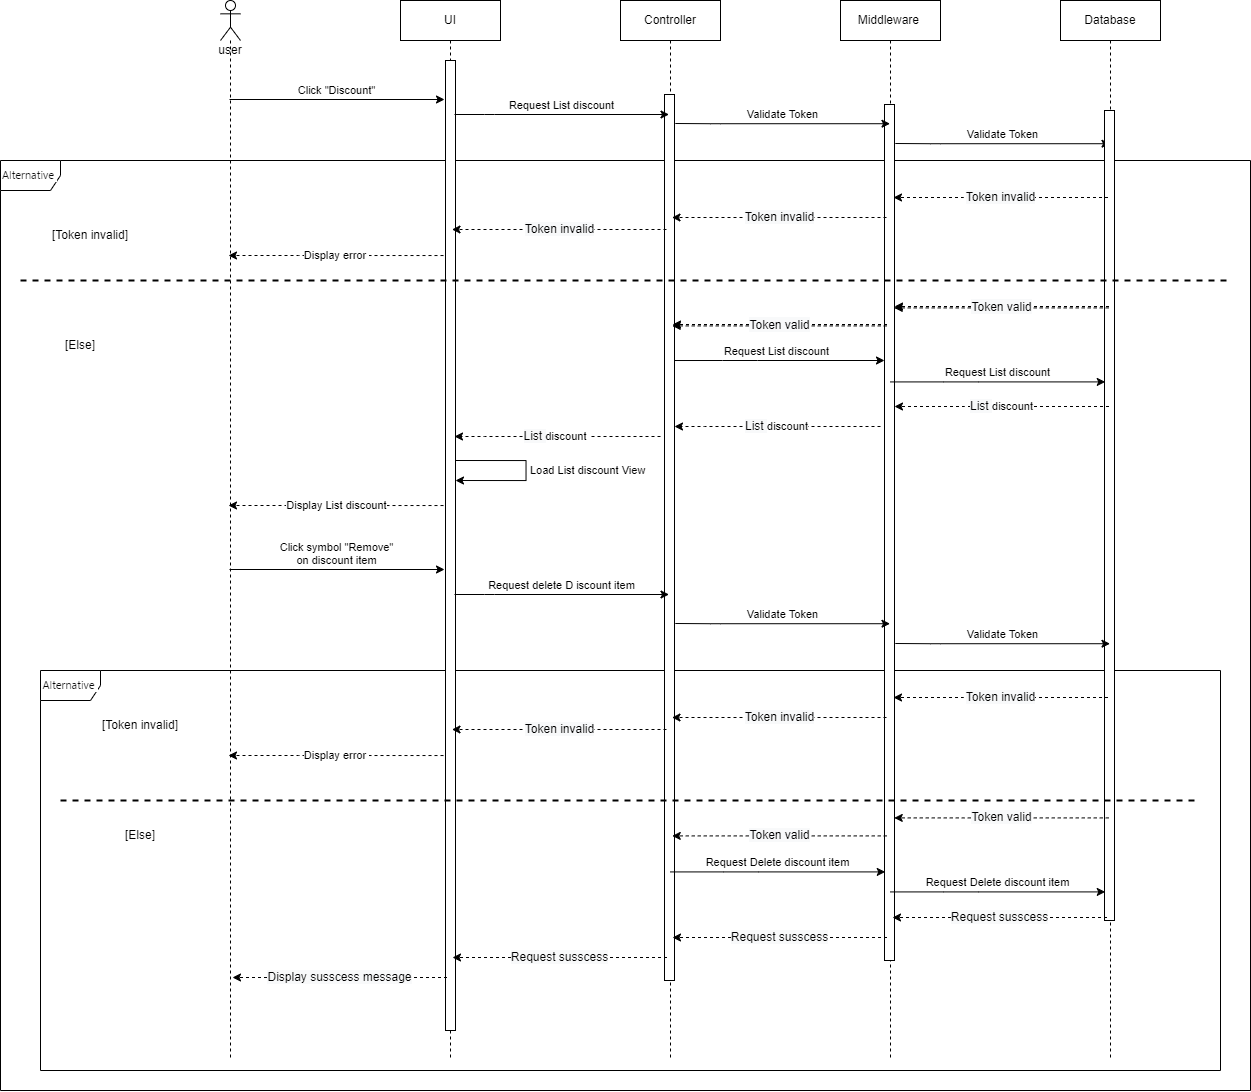 user
UI
Controller
Middleware
Database
Click "Discount"
Request List discount
Validate Token
Validate Token
Alternative
Token invalid
Token invalid
Token invalid
[Token invalid]
Display error
Token valid
Token valid
[Else]
Request List discount
Request List discount
List discount
List discount
List discount
Load List discount View
Display List discount
Click symbol "Remove"
on discount item
Request delete D iscount item
Validate Token
Validate Token
Alternative
Token invalid
Token invalid
[Token invalid]
Token invalid
Display error
Token valid
[Else]
Token valid
Request Delete discount item
Request Delete discount item
Request susscess
Request susscess
Request susscess
Display susscess message